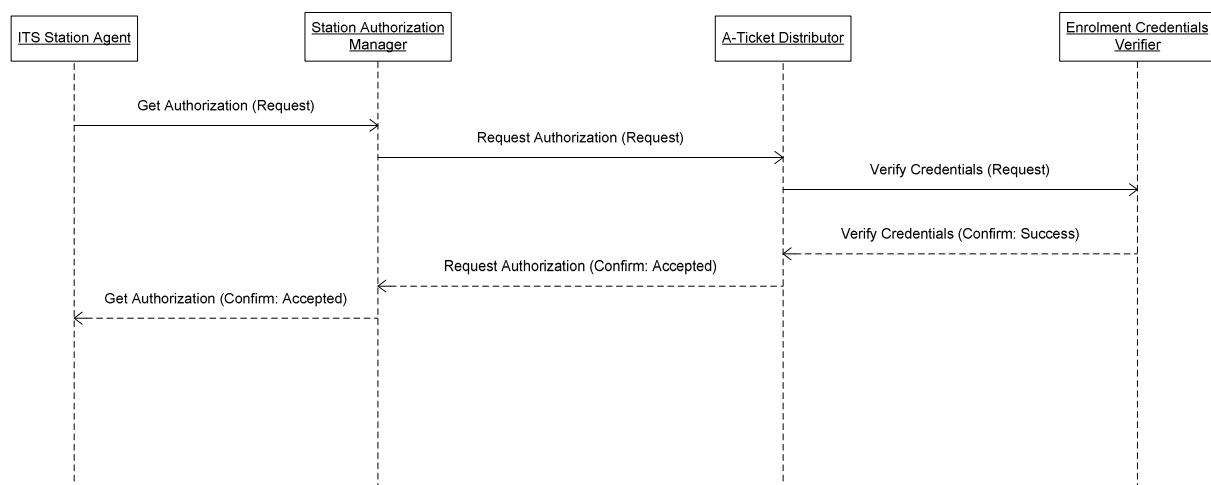 ITS Station Agent
Station Authorization
Manager
A-Ticket Distributor
Enrolment Credentials
Verifier
Get Authorization (Request)
Request Authorization (Request)
Verify Credentials (Request)
Verify Credentials (Confirm: Success)
Request Authorization (Confirm: Accepted)
Get Authorization (Confirm: Accepted)